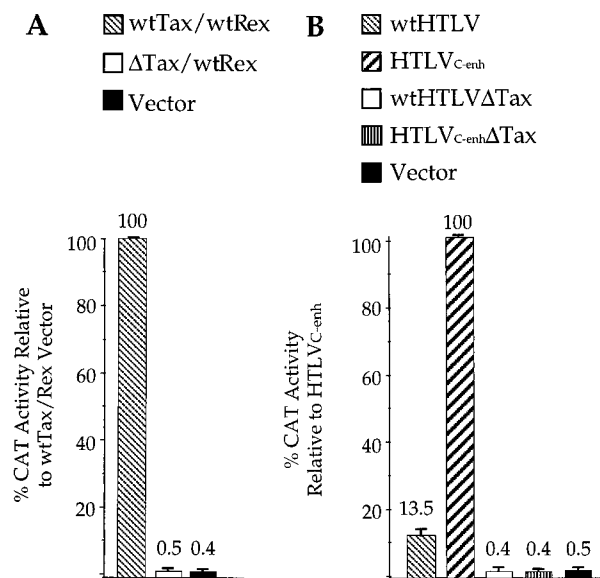 A
wtTax/wtRex
ΔTax/wtRex
Vector
% CAT Activity Relative
to wtTax/Rex Vector
100
80
60
40
20
100
0.5
0.4
B
wtHTLV
HTLVC-enh
wtHTLVΔTax
HTLVC-enhΔTax
Vector
% CAT Activity
Relative to HTLVC-enh
100
80
60
40
20
13.5
100
0.4
0.4
0.5